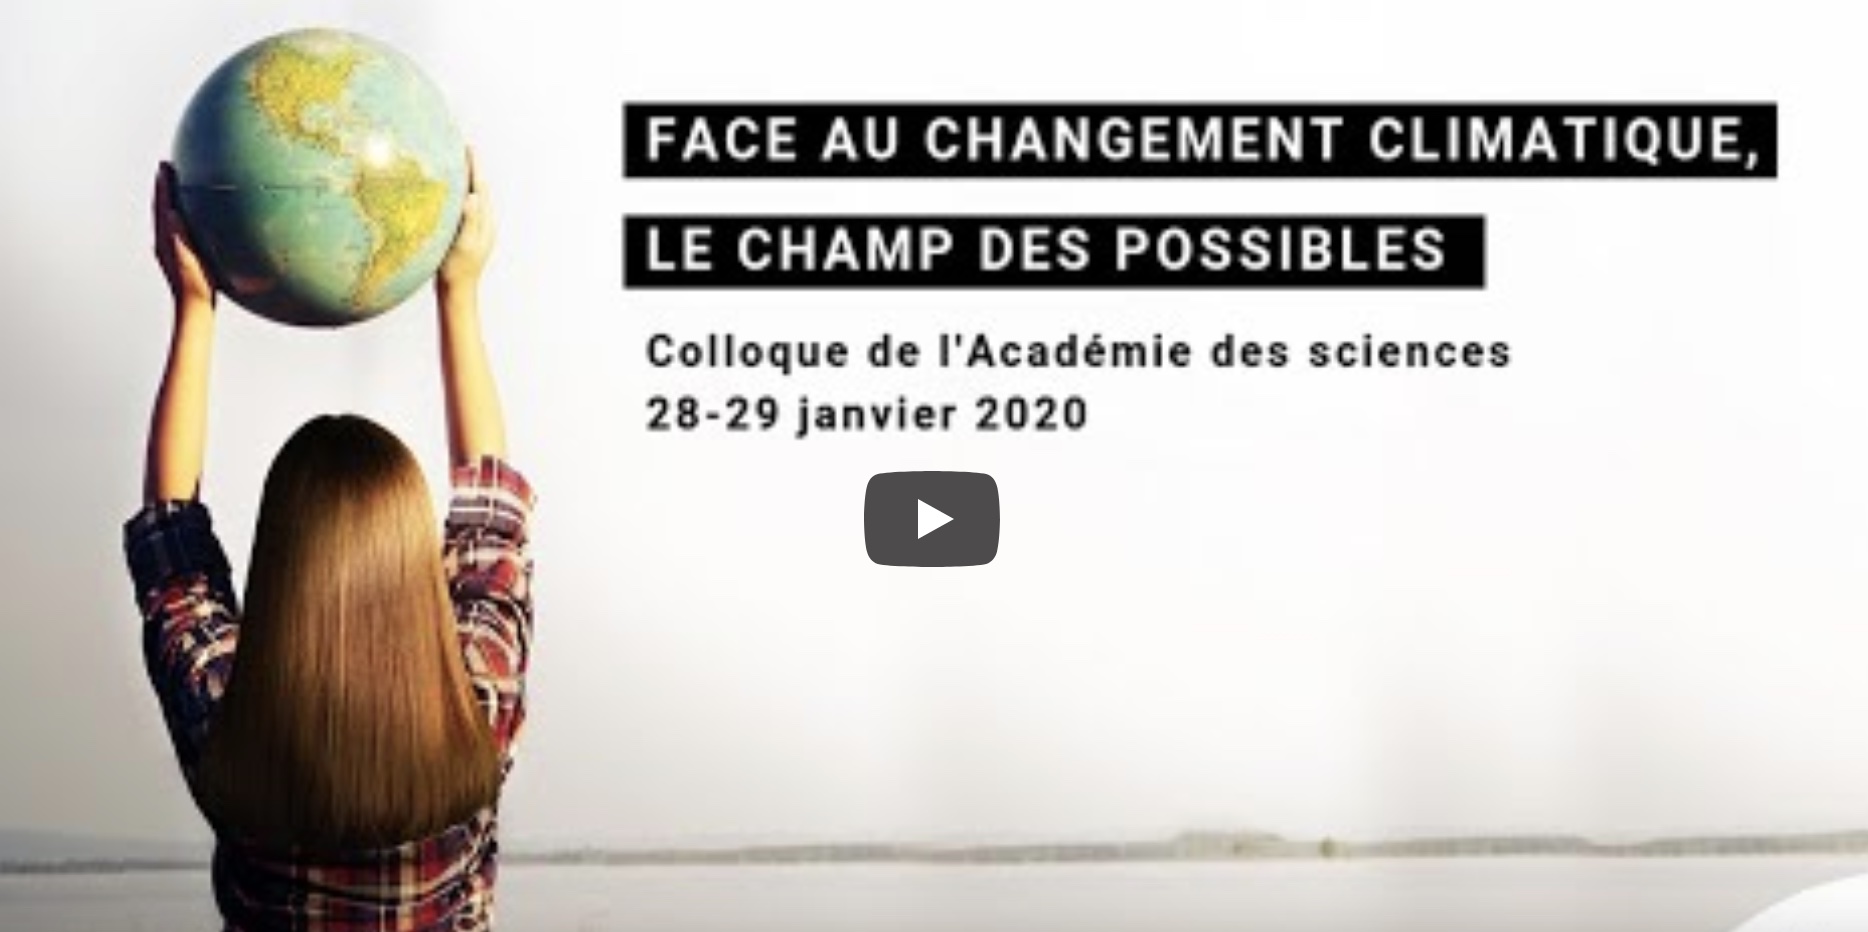 FACE AU CHANGEMENT CLIMATIQUE,
LE CHAMP DES POSSIBLES
Colloque de l'Académie des sciences
28-29 janvier 2020